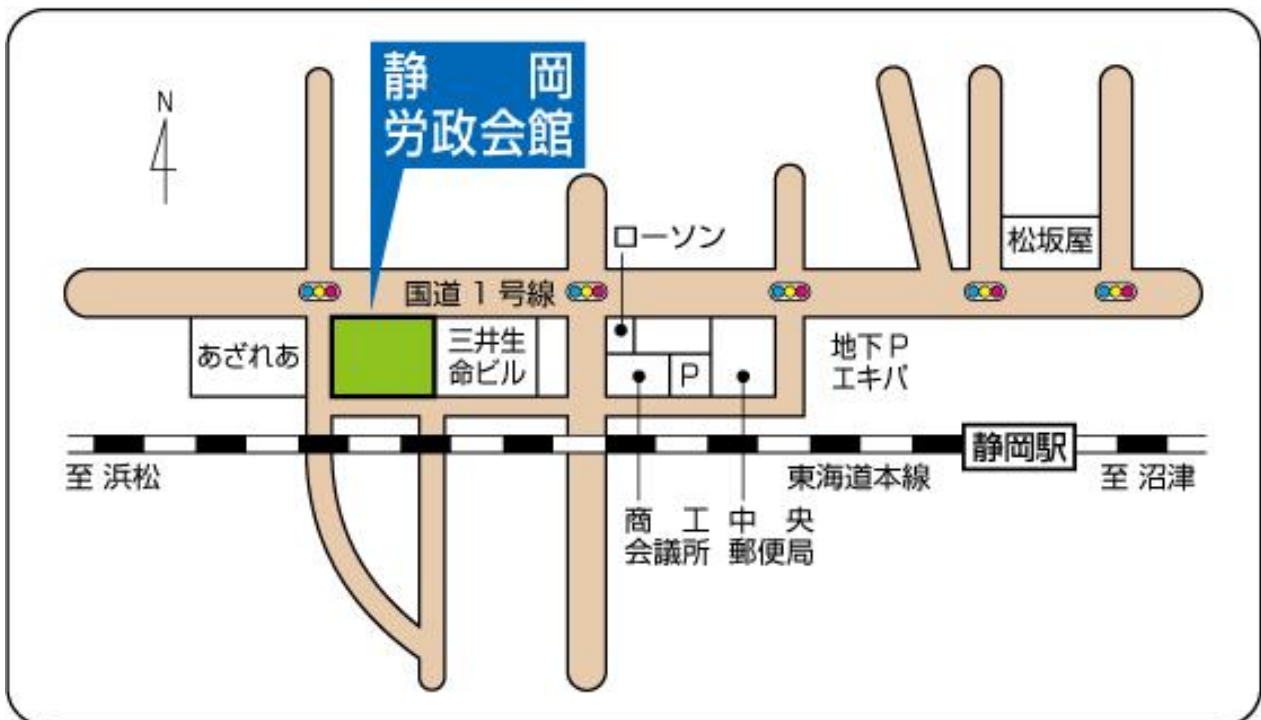 静 岡
労政会館
N
ローソン
松坂屋
国道1号線
あざれあ
三井生
命ビル
P
地下P
エキパ
静岡駅
至 浜松
東海道本線
至 沼津
商 工
会議所
中 央
郵便局